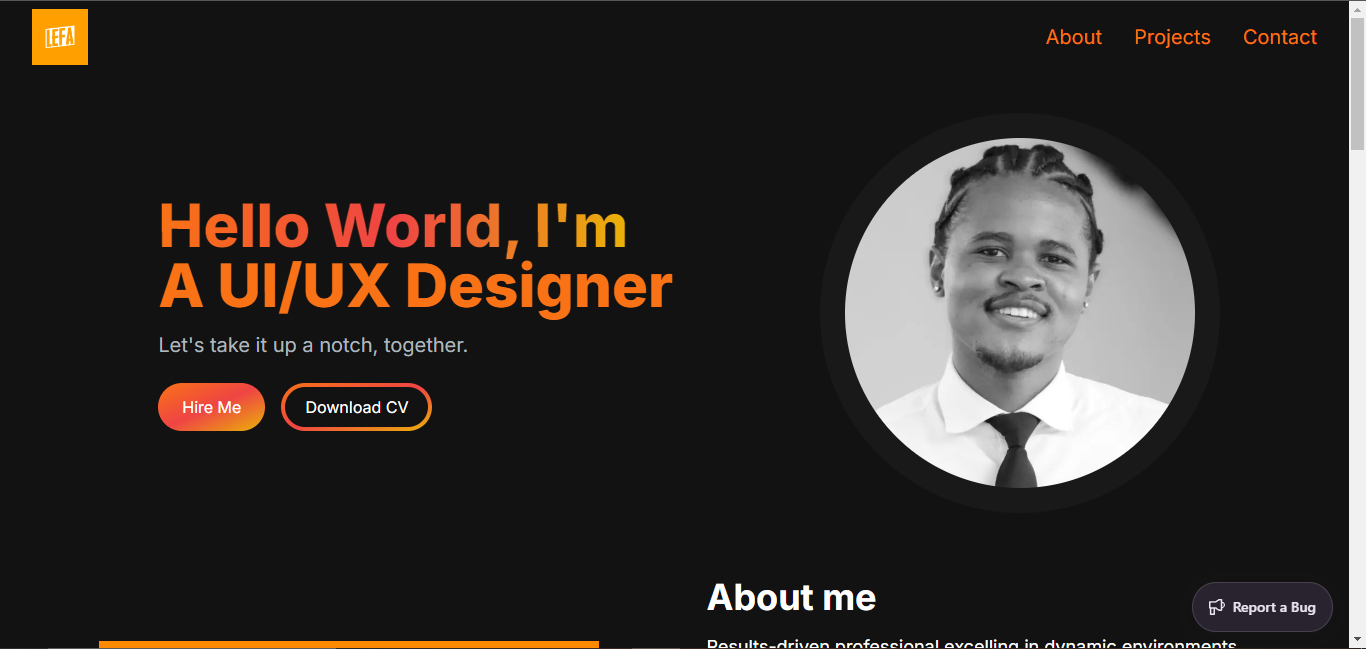 LEFA
About Projects Contact
Hello World, I'm
A UI/UX Designer
Let's take it up a notch, together.
Hire Me Download CV
About me
Report a Bug
Results-driven professional excelling in dynamic environments